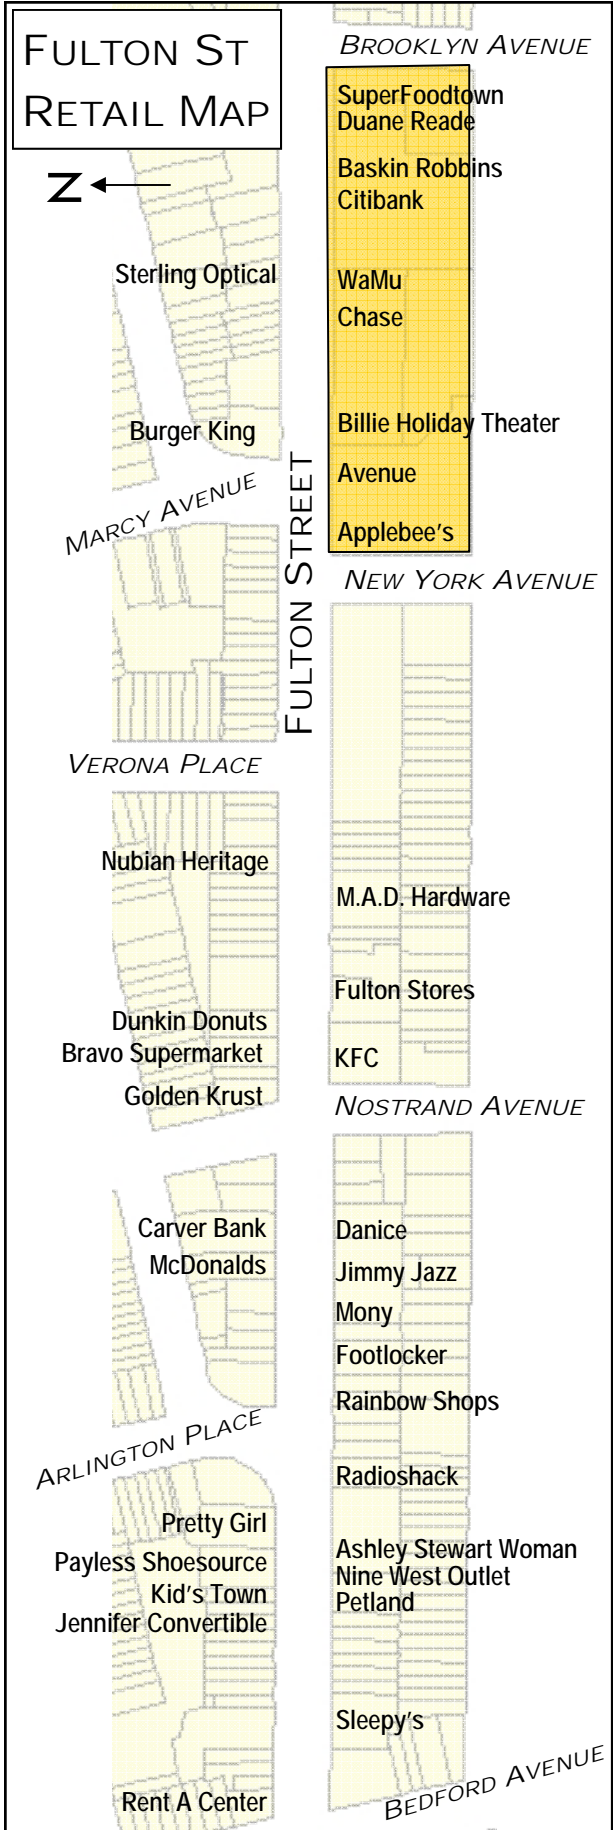 FULTON ST
RETAIL MAP
N
BROOKLYN AVENUE
SuperFoodtown
Duane Reade
Baskin Robbins
Citibank
Sterling Optical
WaMu
Chase
Burger King
Billie Holiday Theater
Avenue
Applebee's
MARCY AVENUE
FULTON STREET
NEW YORK AVENUE
VERONA PLACE
Nubian Heritage
M.A.D. Hardware
Fulton Stores
Dunkin Donuts
Bravo Supermarket
KFC
Golden Krust
NOSTRAND AVENUE
Carver Bank
Danice
McDonalds
Jimmy Jazz
Mony
Footlocker
Rainbow Shops
ARLINGTON PLACE
Radioshack
Pretty Girl
Ashley Stewart Woman
Payless Shoesource
Nine West Outlet
Kid's Town
Petland
Jennifer Convertible
Sleepy's
BEDFORD AVENUE
Rent A Center